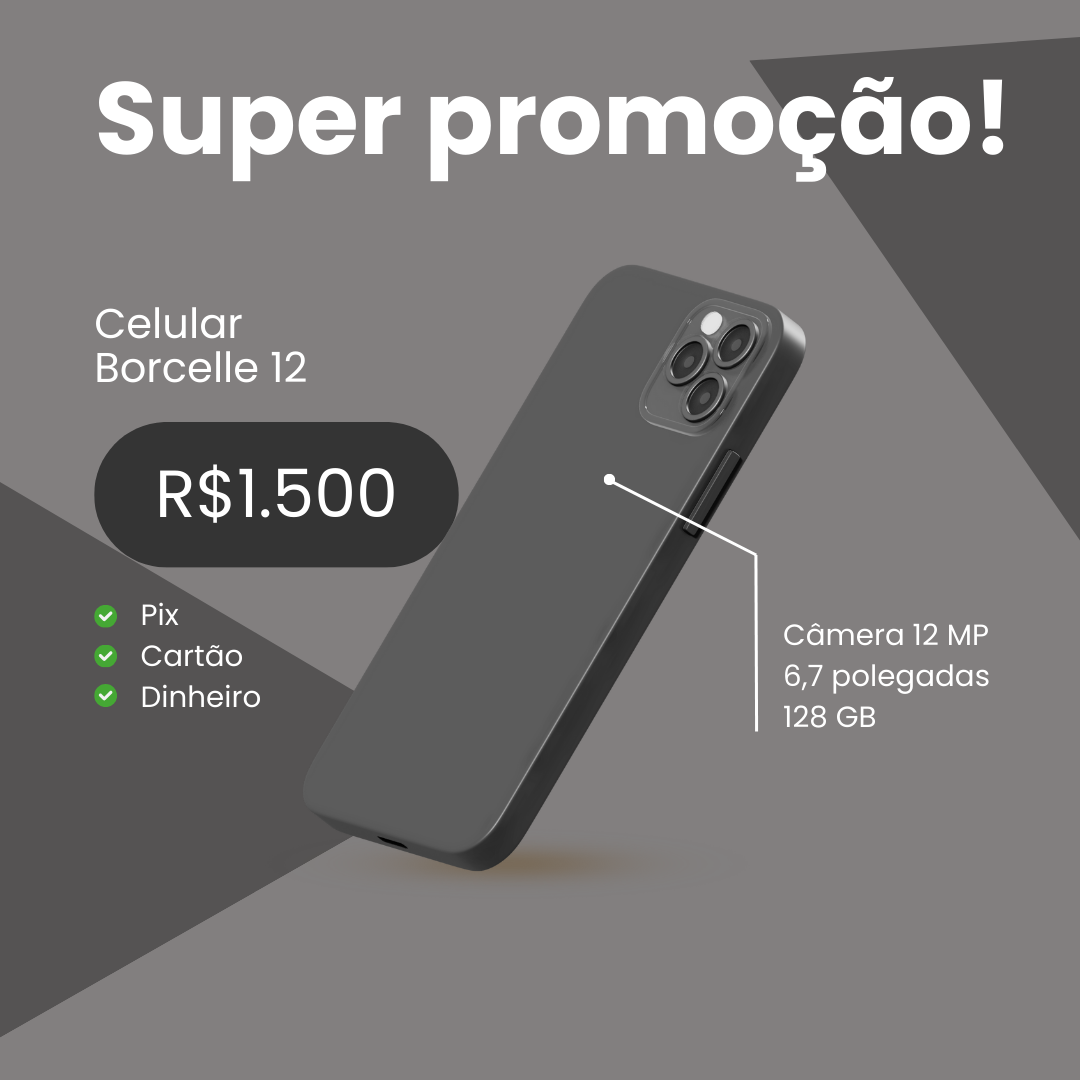 Super promoção!
Celular
Borcelle 12
R$1.500
Pix
Cartão
Dinheiro
Câmera 12 MP
6,7 polegadas
128 GB